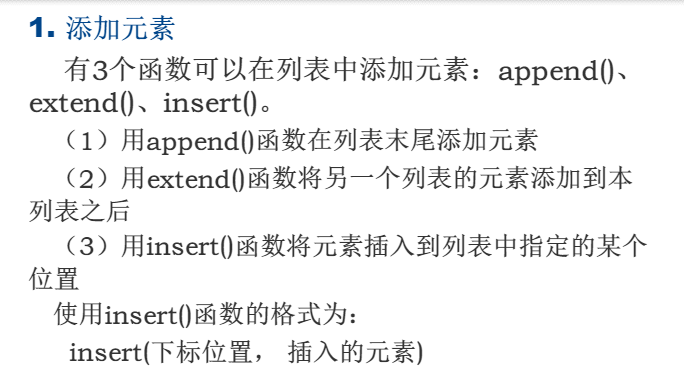 1. 添加元素
有3个函数可以在列表中添加元素：append()、
extend()、insert()。
（1）用append()函数在列表末尾添加元素
（2）用extend()函数将另一个列表的元素添加到本
列表之后
（3）用insert()函数将元素插入到列表中指定的某个
位置
使用insert()函数的格式为：
insert(下标位置， 插入的元素)